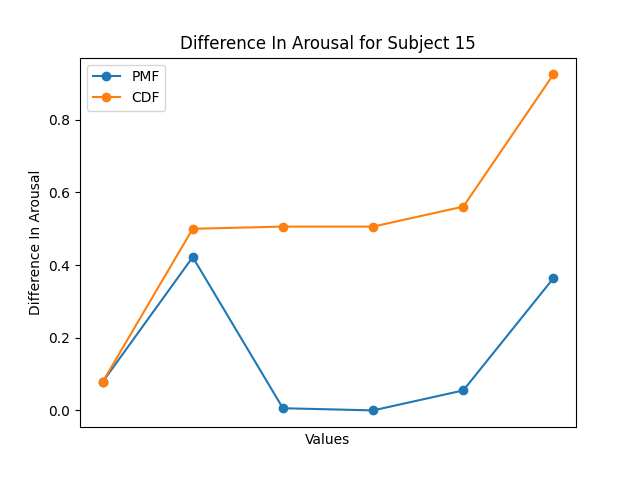 Difference In Arousal for Subject 15
PMF
CDF
0.8
0.6
0.4
0.2
0.0
Difference In Arousal
Values